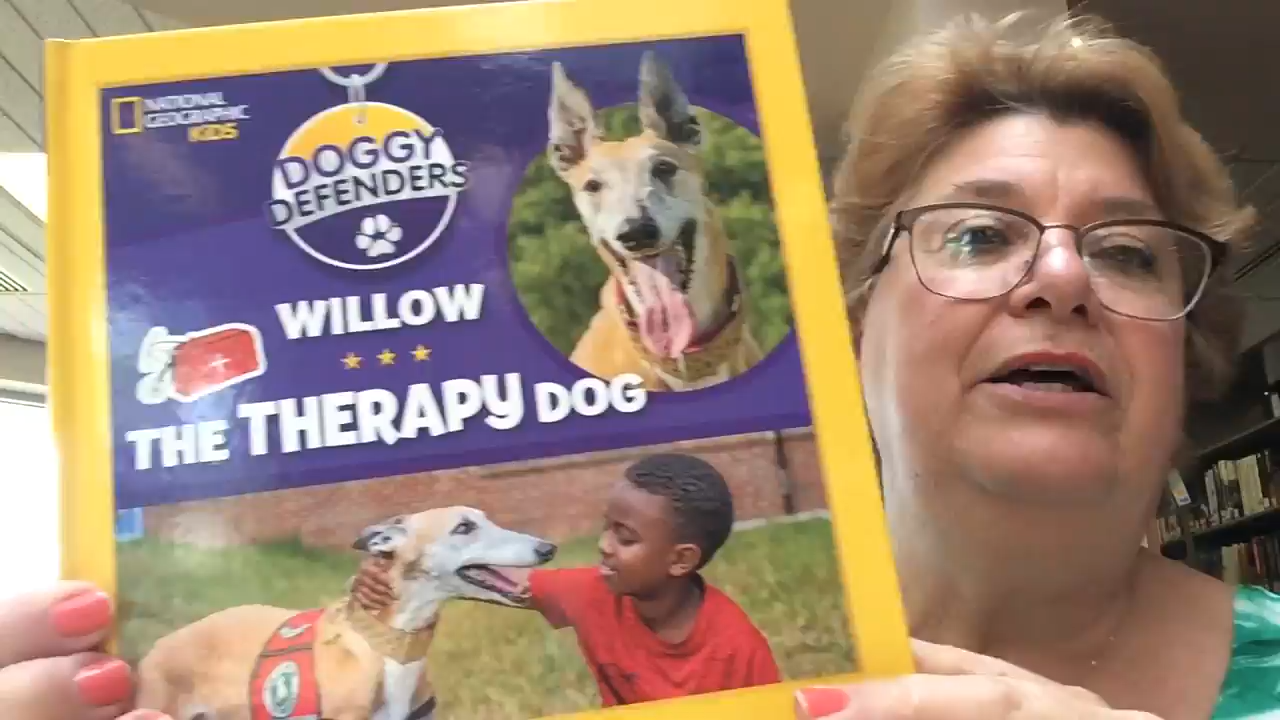 NATIONAL
GEOGRAPHIC
KiDS
DOGGY
DEFENDERS
WILLOW
THE THERAPY DOG